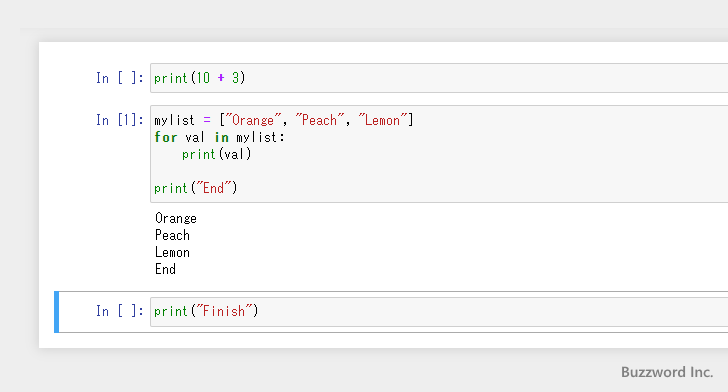 In [ ]: print(10 + 3)
In [1]: mylist = ["Orange", "Peach", "Lemon"]
for val in mylist:
    print(val)
print("End")
Orange
Peach
Lemon
End
In [ ]: print("Finish")
Buzzword Inc.